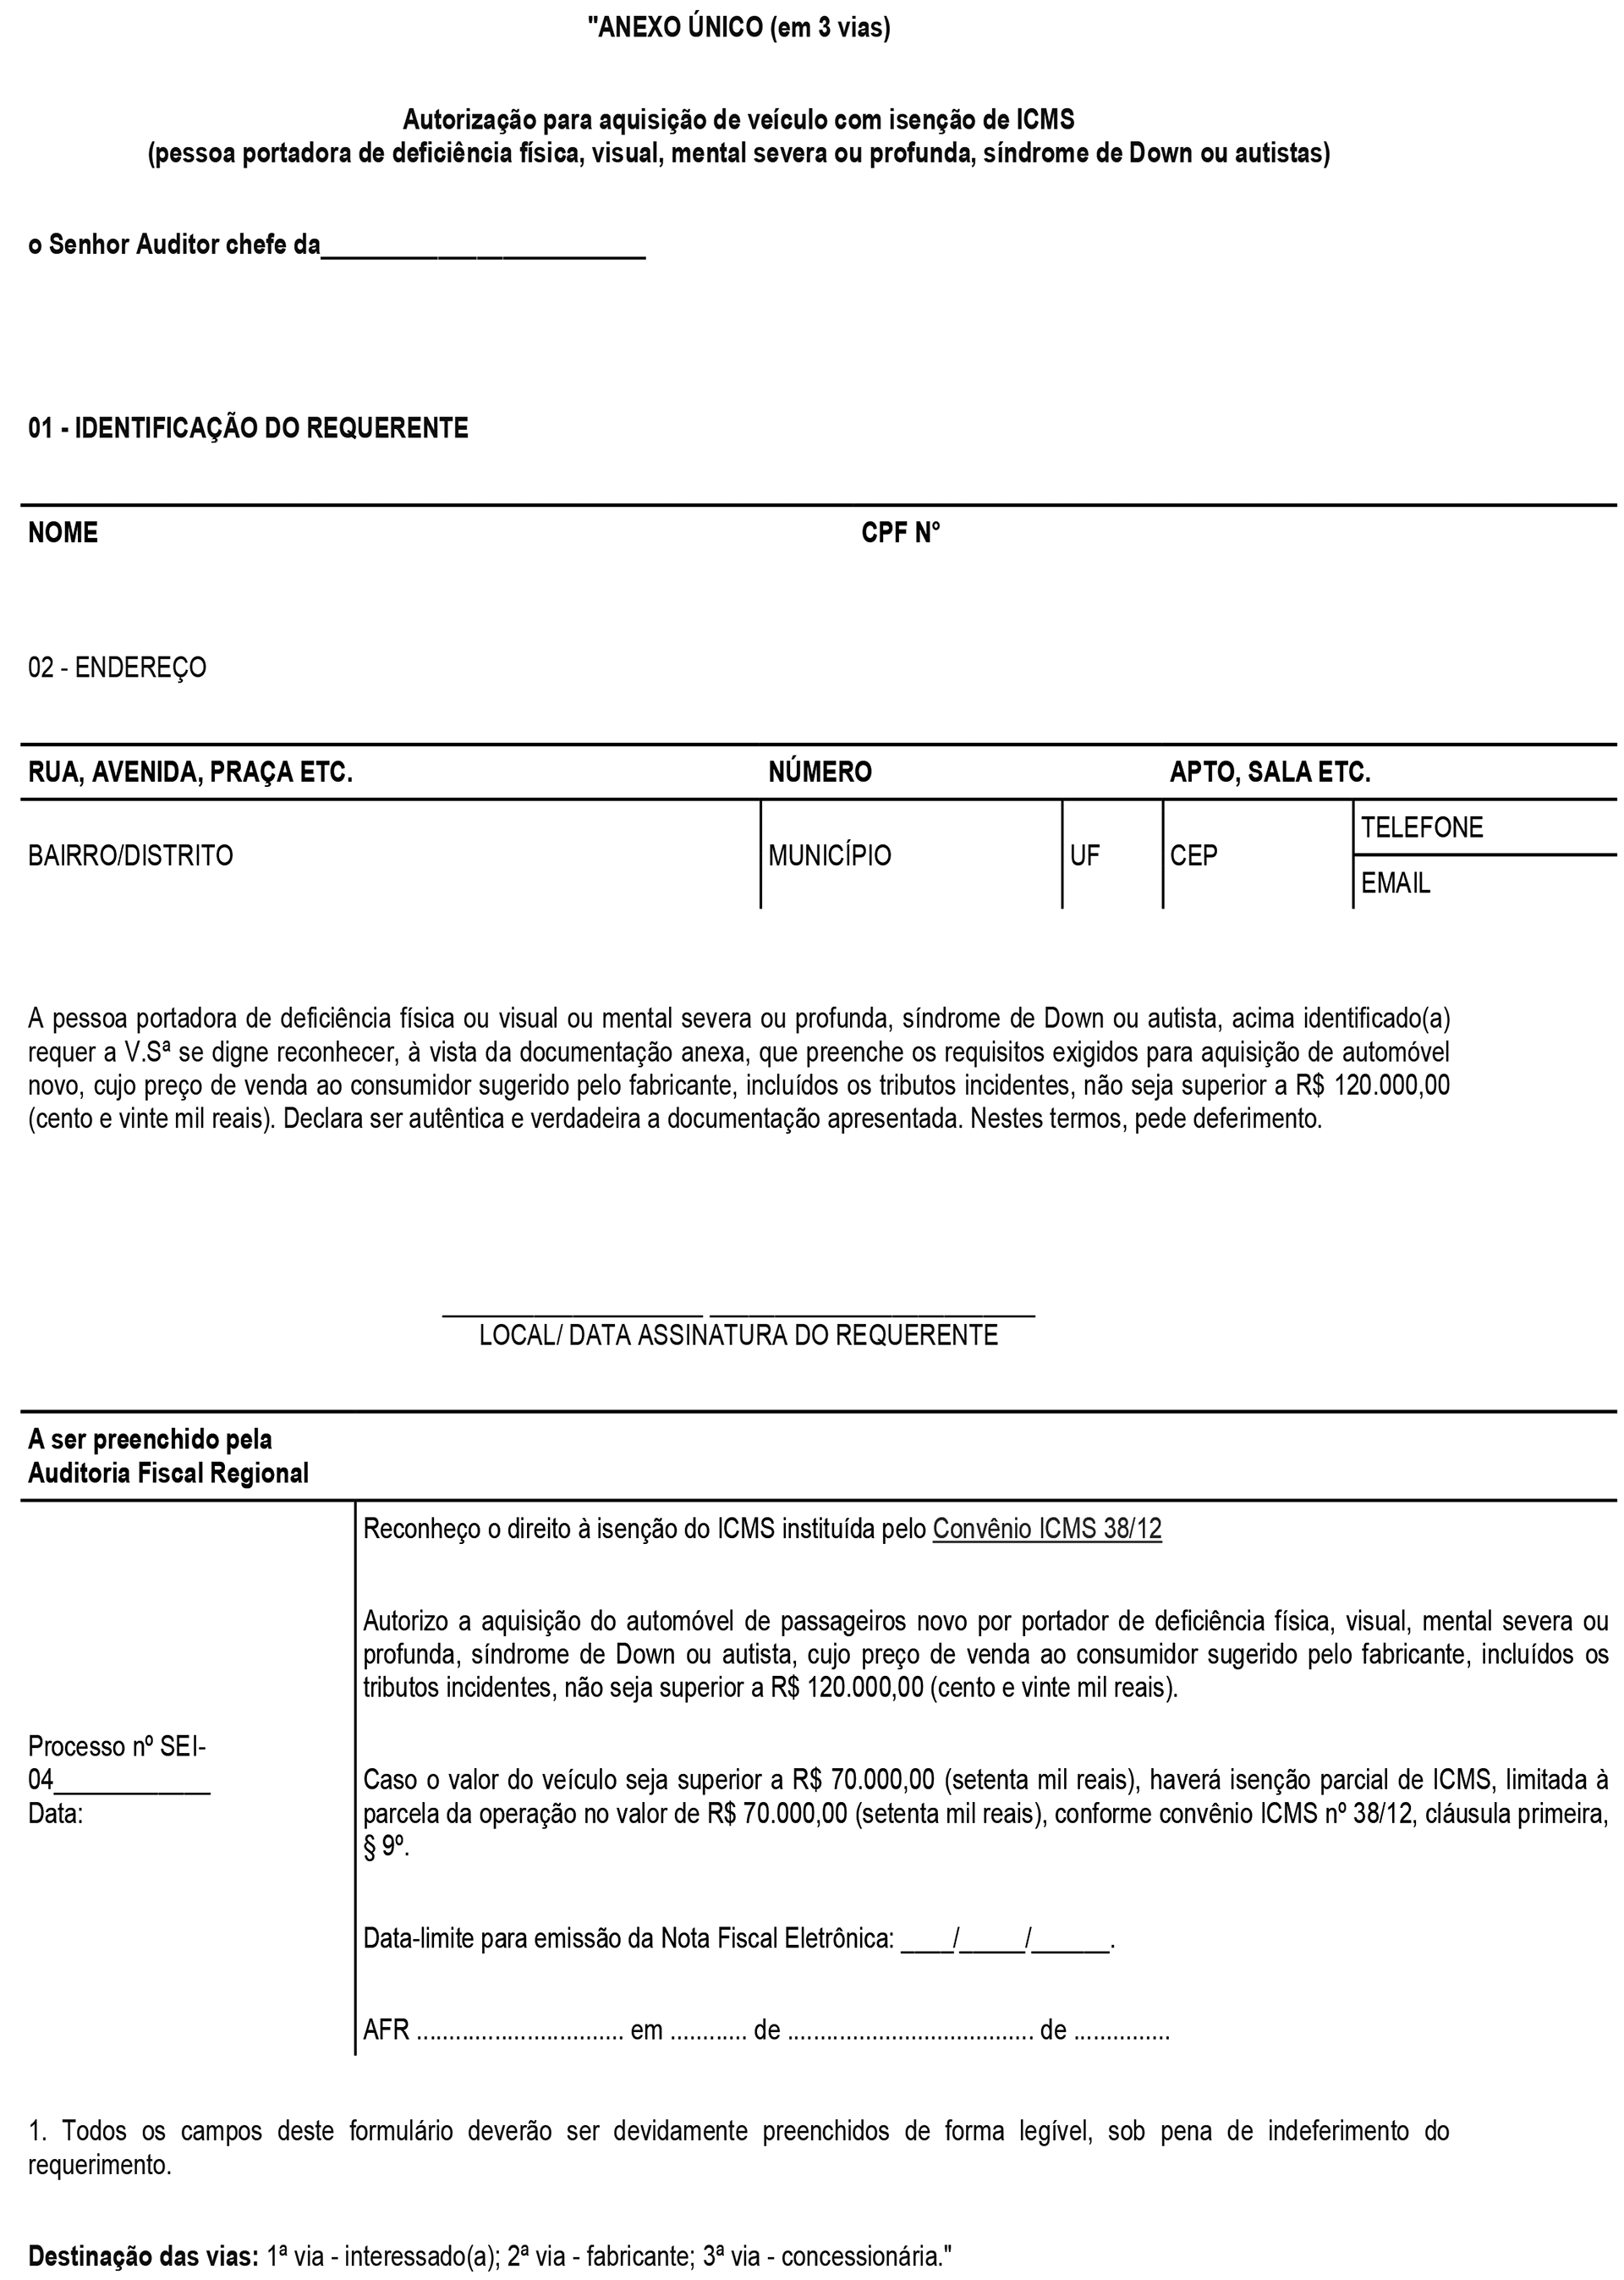 "ANEXO ÚNICO (em 3 vias)
Autorização para aquisição de veículo com isenção de ICMS
(pessoa portadora de deficiência física, visual, mental severa ou profunda, síndrome de Down ou autistas)
o Senhor Auditor chefe da_________________________
01 - IDENTIFICAÇÃO DO REQUERENTE
NOME CPF N°
02 - ENDEREÇO
RUA, AVENIDA, PRAÇA ETC. NÚMERO APTO, SALA ETC.
BAIRRO/DISTRITO MUNICÍPIO UF CEP TELEFONE
EMAIL
A pessoa portadora de deficiência física ou visual ou mental severa ou profunda, síndrome de Down ou autista, acima identificado(a)
requer a V.Sª se digne reconhecer, à vista da documentação anexa, que preenche os requisitos exigidos para aquisição de automóvel
novo, cujo preço de venda ao consumidor sugerido pelo fabricante, incluídos os tributos incidentes, não seja superior a R$ 120.000,00
(cento e vinte mil reais). Declara ser autêntica e verdadeira a documentação apresentada. Nestes termos, pede deferimento.
____________________ _________________________
LOCAL/ DATA ASSINATURA DO REQUERENTE
A ser preenchido pela
Auditoria Fiscal Regional
Processo nº SEI-
04____________
Data:
Reconheço o direito à isenção do ICMS instituída pelo Convênio ICMS 38/12
Autorizo a aquisição do automóvel de passageiros novo por portador de deficiência física, visual, mental severa ou
profunda, síndrome de Down ou autista, cujo preço de venda ao consumidor sugerido pelo fabricante, incluídos os
tributos incidentes, não seja superior a R$ 120.000,00 (cento e vinte mil reais).
Caso o valor do veículo seja superior a R$ 70.000,00 (setenta mil reais), haverá isenção parcial de ICMS, limitada à
parcela da operação no valor de R$ 70.000,00 (setenta mil reais), conforme convênio ICMS nº 38/12, cláusula primeira,
§ 9º.
Data-limite para emissão da Nota Fiscal Eletrônica: ____/_____/______.
AFR ................................ em ............ de ...................................... de ...............
1. Todos os campos deste formulário deverão ser devidamente preenchidos de forma legível, sob pena de indeferimento do
requerimento.
Destinação das vias: 1ª via - interessado(a); 2ª via - fabricante; 3ª via - concessionária."